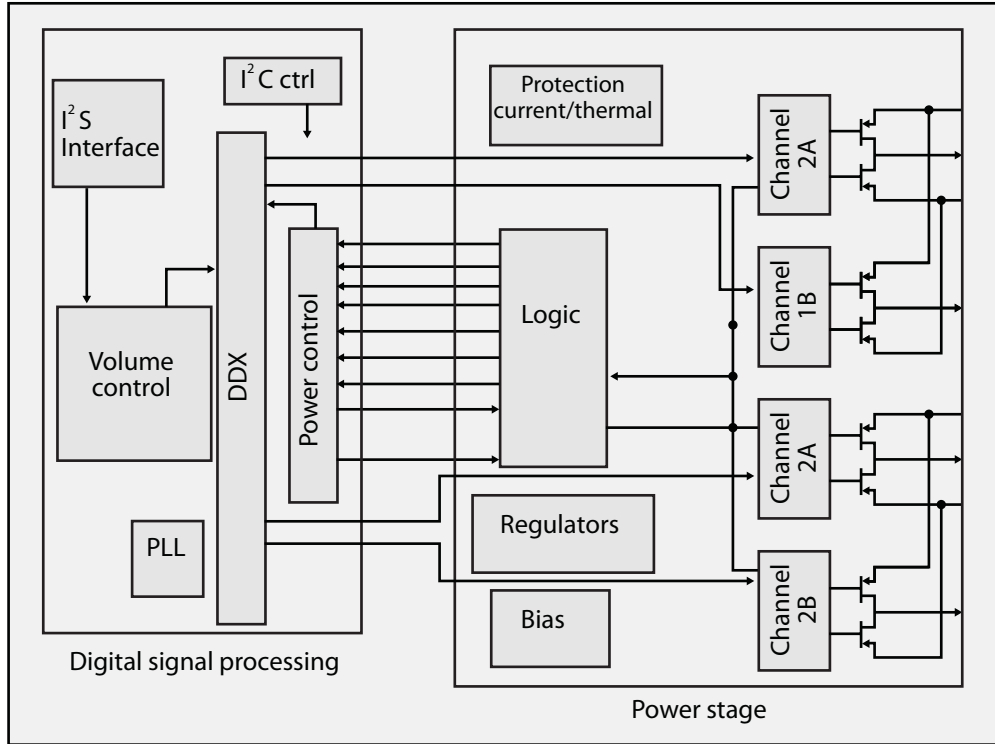 I²C ctrl
I²S
Interface
Volume
control
DDX
Power control
PLL
Digital signal processing
Protection
current/thermal
Logic
Regulators
Bias
Channel
2A
Channel
1B
Channel
2A
Channel
2B
Power stage